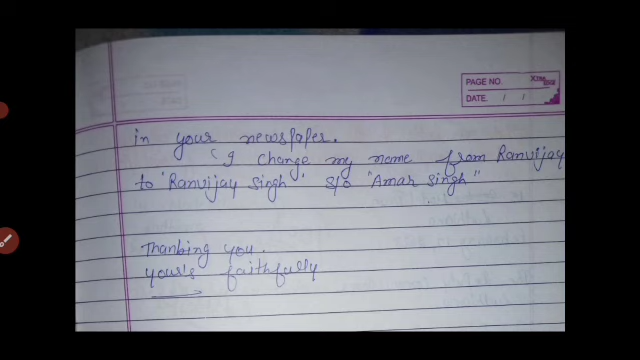 PAGE NO.
DATE. / /
in your newspaper.
( I change my name from Ranvijay
to 'Ranvijay Singh' S/o "Amar Singh"
Thanking you.
your's faithfully